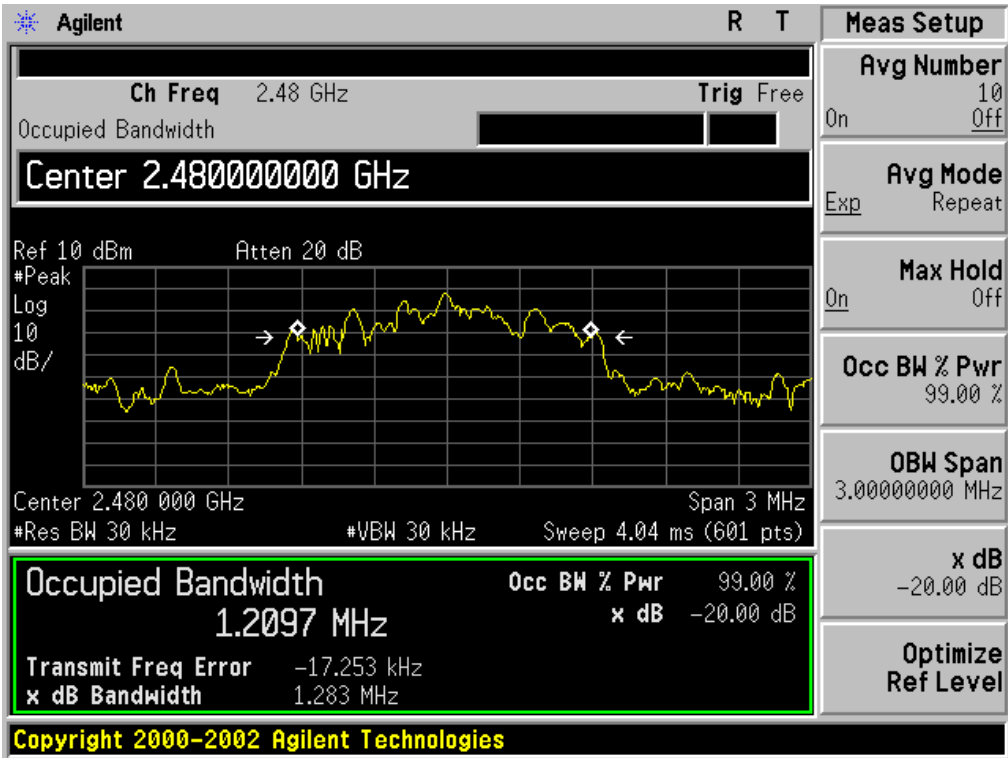 Agilent R T
Ch Freq 2.48 GHz Trig Free
Occupied Bandwidth
Center 2.480000000 GHz
Ref 10 dBm Atten 20 dB
#Peak
Log
10
dB/
Center 2.480 000 GHz Span 3 MHz
#Res BW 30 kHz #VBW 30 kHz Sweep 4.04 ms (601 pts)
Occupied Bandwidth Occ BW % Pwr 99.00 %
1.2097 MHz x dB -20.00 dB
Transmit Freq Error -17.253 kHz
x dB Bandwidth 1.283 MHz
Copyright 2000-2002 Agilent Technologies
Meas Setup
Avg Number
10
On Off
Avg Mode
Exp Repeat
Max Hold
On Off
Occ BW % Pwr
99.00 %
OBW Span
3.00000000 MHz
x dB
-20.00 dB
Optimize
Ref Level